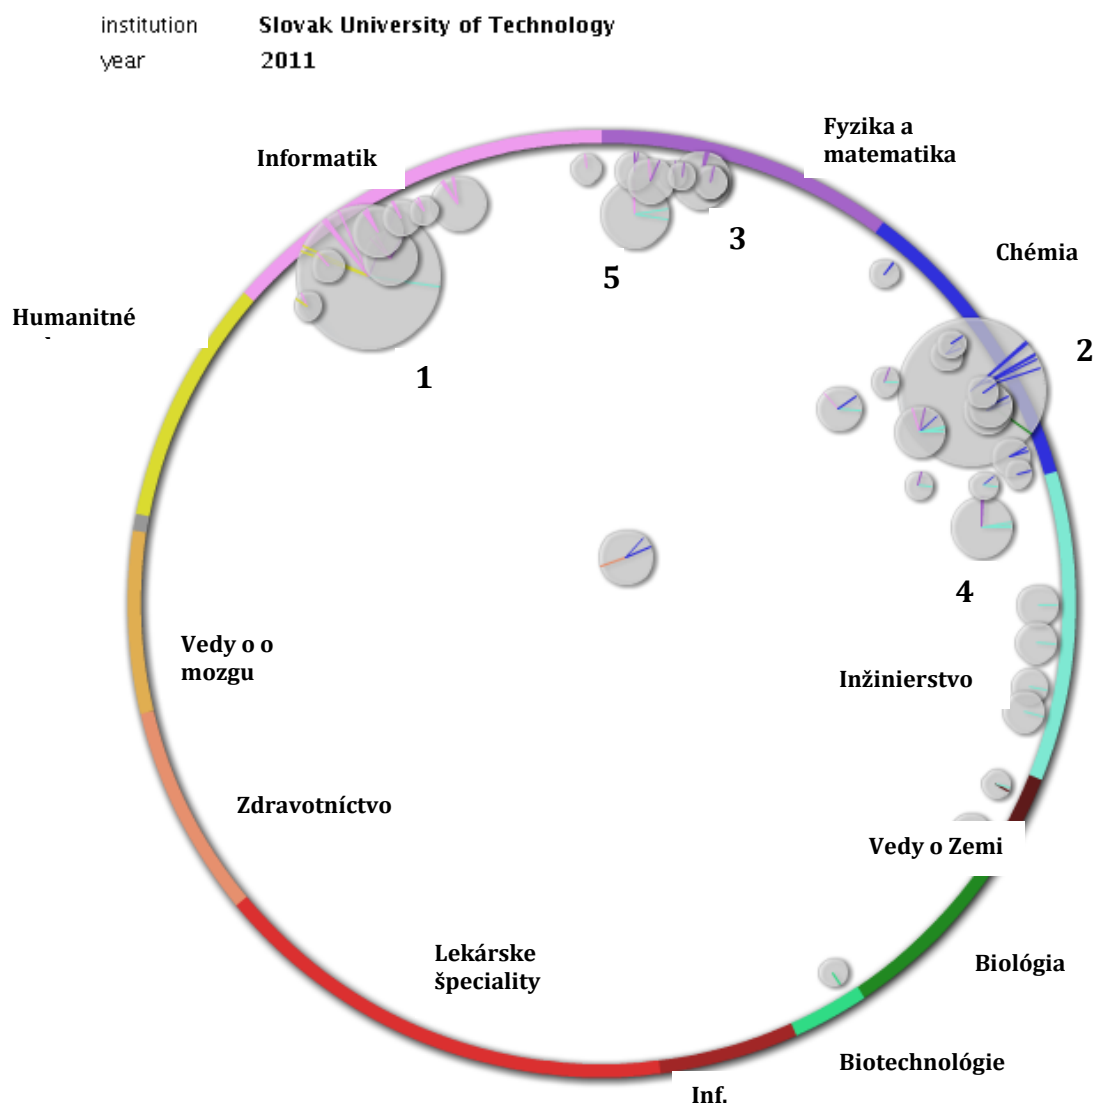 institution Slovak University of Technology
year 2011
Fyzika a
matematika
Informatik
3
Chémia
5
Humanitné
2
1
4
Vedy o o
mozgu
Inžinierstvo
Zdravotníctvo
Vedy o Zemi
Lekárske
špeciality
Biológia
Biotechnológie
Inf.